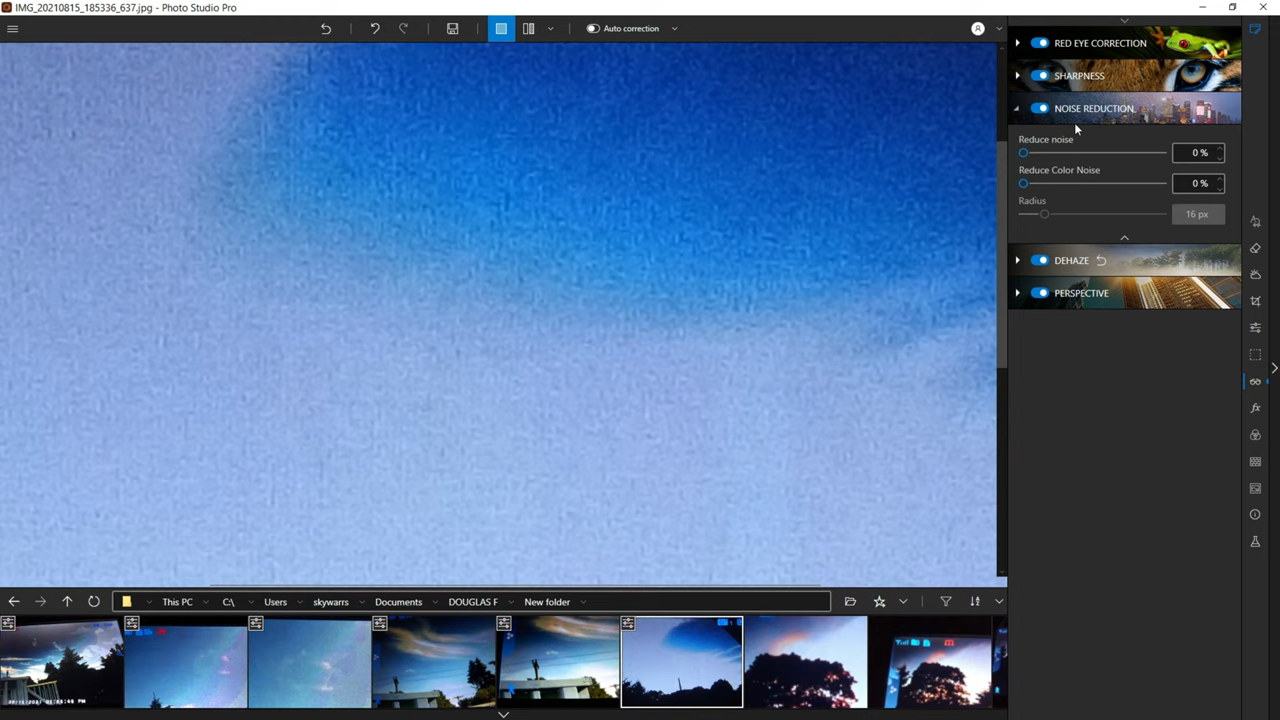 IMG_20210815_185336_637.jpg - Photo Studio Pro
Auto correction
RED EYE CORRECTION
SHARPNESS
NOISE REDUCTION
Reduce noise
0 %
Reduce Color Noise
0 %
Radius
16 px
DEHAZE
PERSPECTIVE
This PC
C:\
Users
skywarrs
Documents
DOUGLAS F
New folder